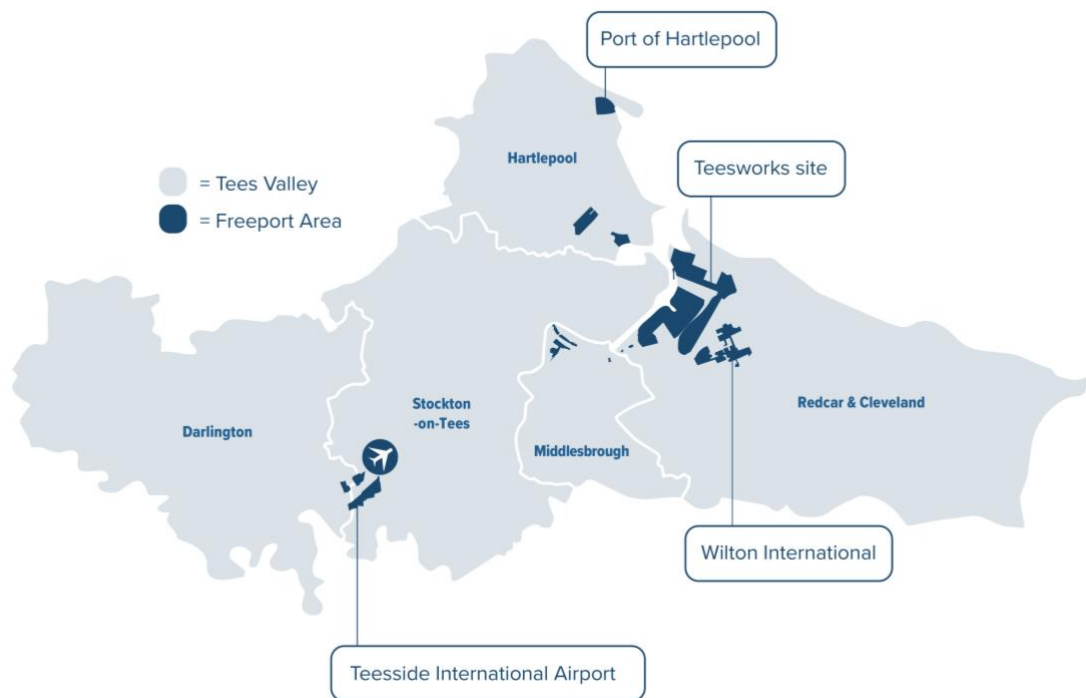 Port of Hartlepool
Hartlepool
Teesworks site
= Tees Valley
= Freeport Area
Darlington
Stockton
-on-Tees
Middlesbrough
Redcar & Cleveland
Wilton International
Teesside International Airport